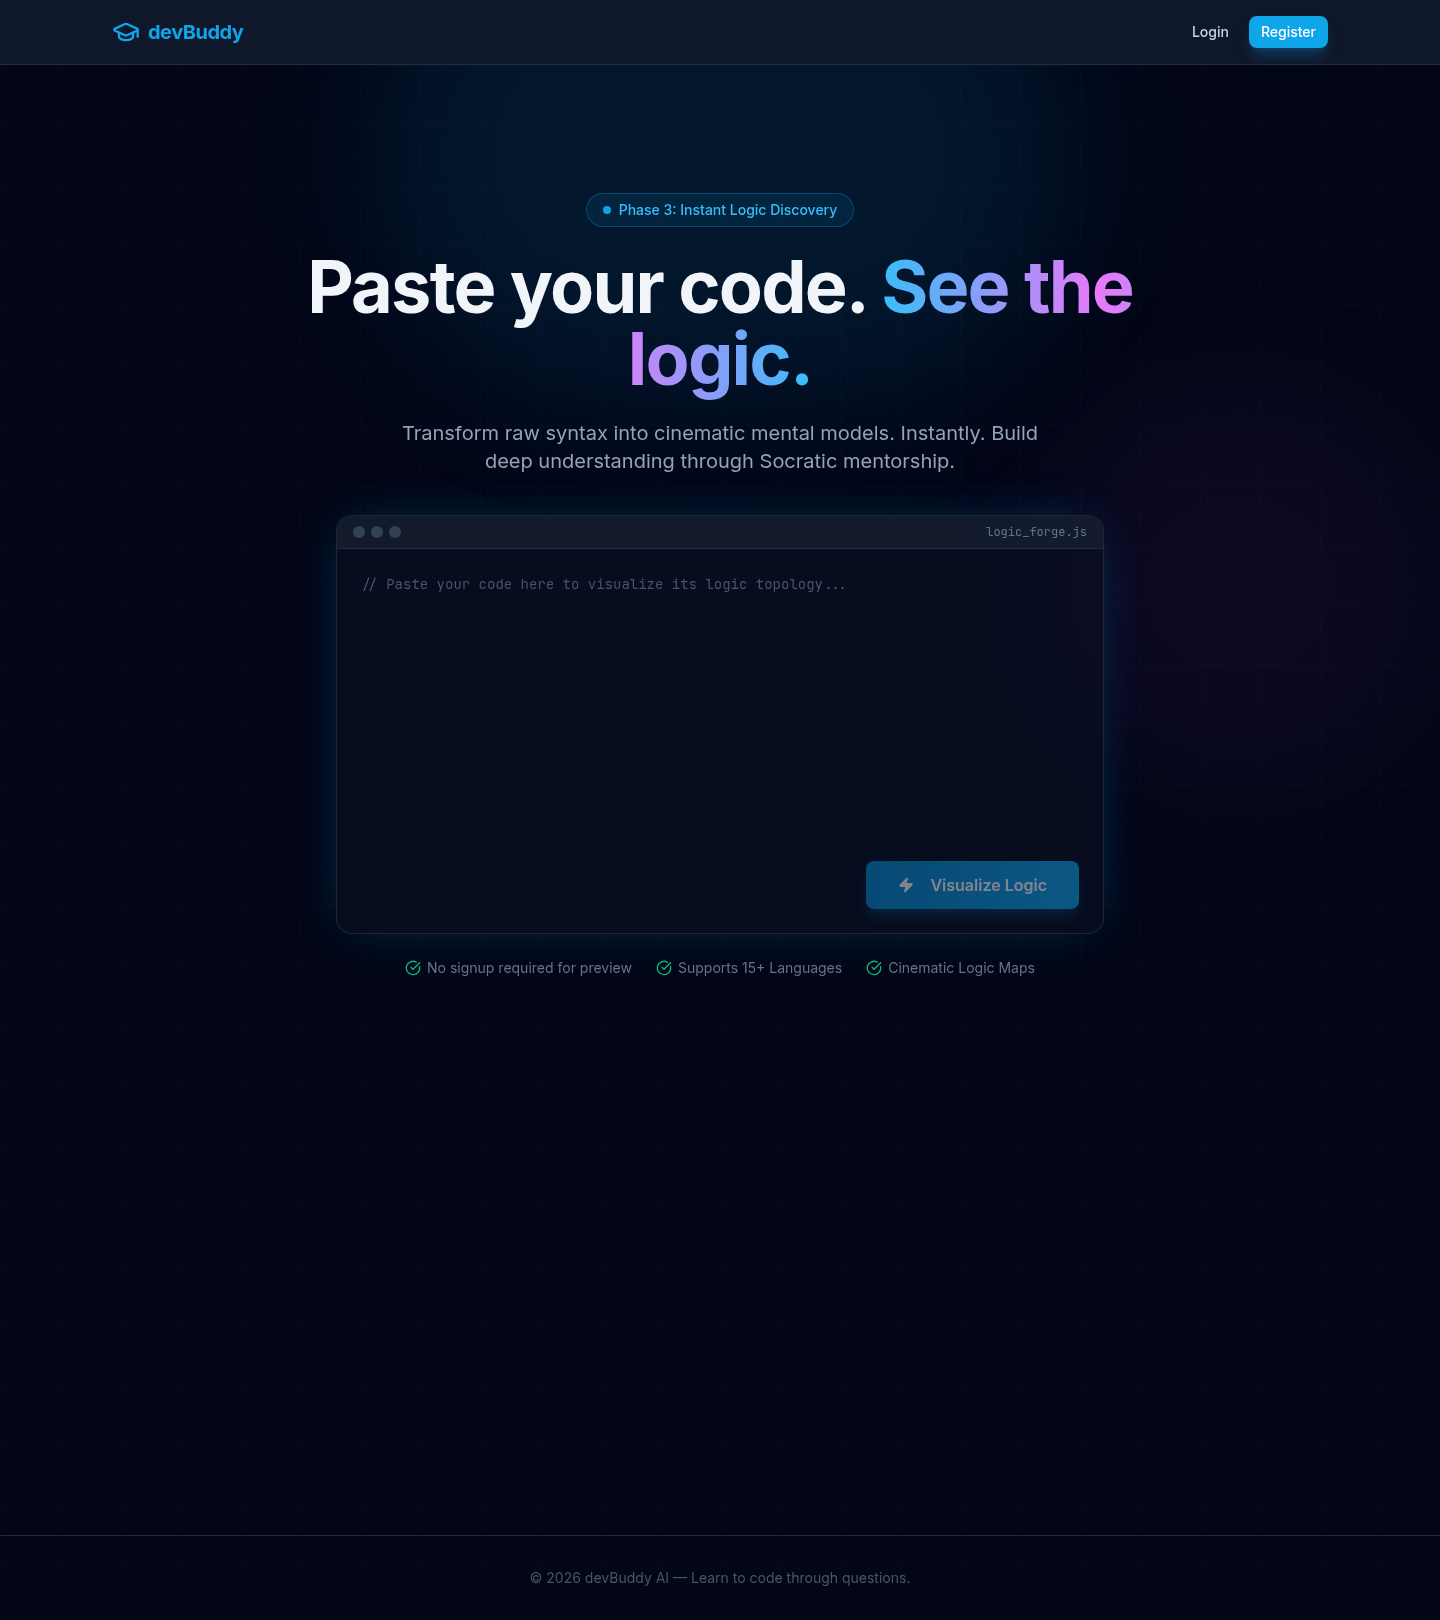 devBuddy
Login
Register
Phase 3: Instant Logic Discovery
Paste your code. See the
logic.
Transform raw syntax into cinematic mental models. Instantly. Build
deep understanding through Socratic mentorship.
logic_forge.js
// Paste your code here to visualize its logic topology...
Visualize Logic
No signup required for preview
Supports 15+ Languages
Cinematic Logic Maps
© 2026 devBuddy AI — Learn to code through questions.